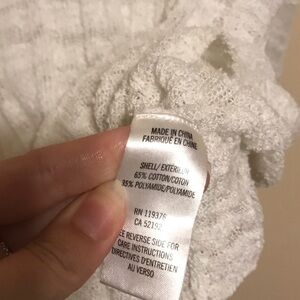 MADE IN CHINA
FABRIQUÉ EN CHINE
SHELL/ EXTÉRIEUR
65% COTTON/COTON
35% POLYAMIDE/POLYAMIDE
RN 119376
CA 52192
SEE REVERSE SIDE FOR
CARE INSTRUCTIONS
DIRECTIVES D'ENTRETIEN
AU VERSO